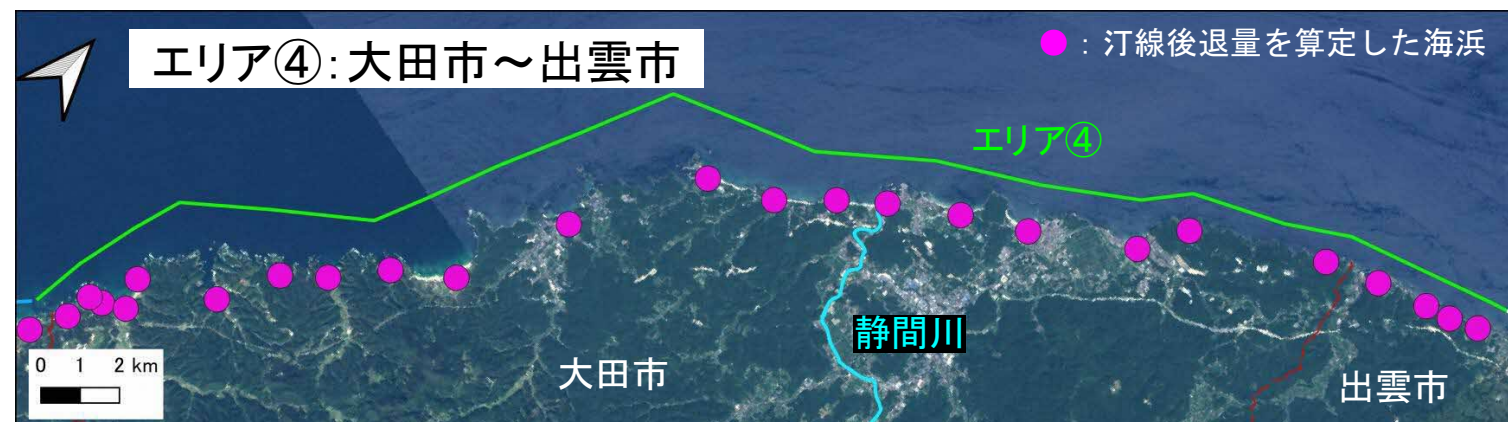 エリア④：大田市～出雲市
：汀線後退量を算定した海浜
エリア④
静間川
大田市
出雲市
0 1 2 km